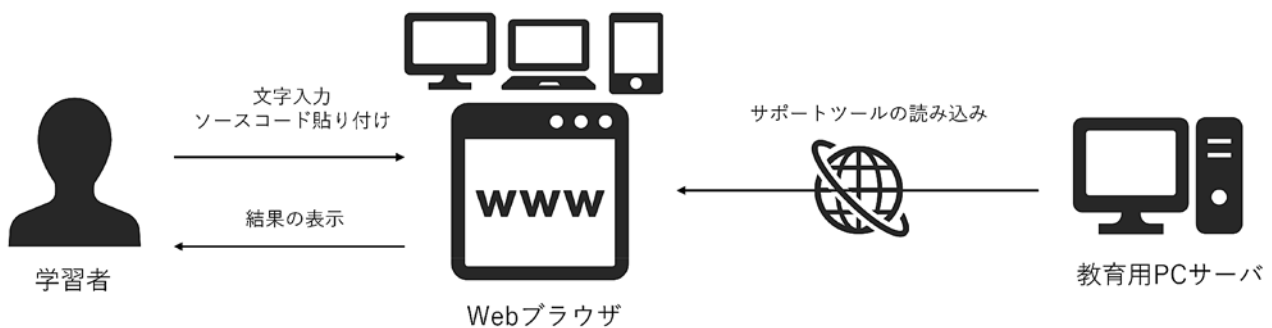 文字入力
ソースコード貼り付け
サポートツールの読み込み
WWW
結果の表示
学習者
教育用PCサーバ
Webブラウザ